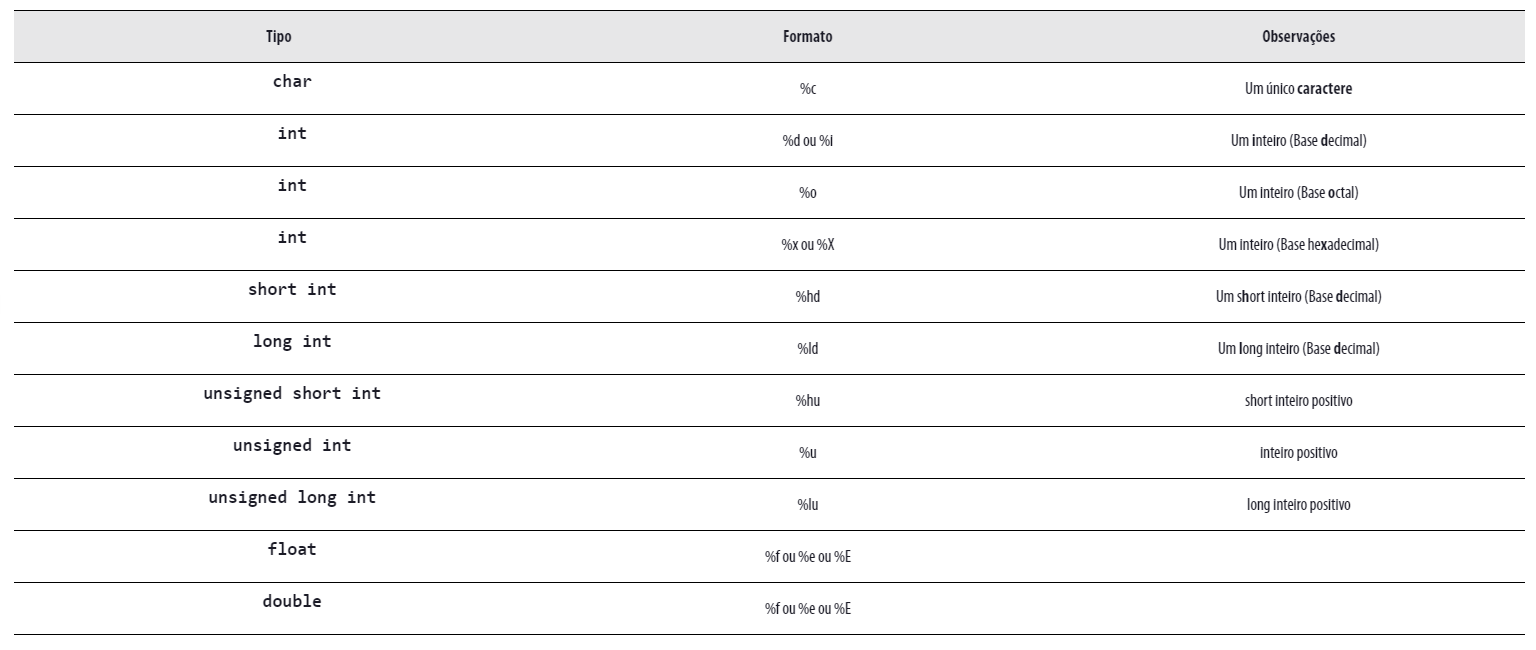 Tipo Formato Observações
char %c Um único caractere
int %d ou %i Um inteiro (Base decimal)
int %o Um inteiro (Base octal)
int %x ou %X Um inteiro (Base hexadecimal)
short int %hd Um short inteiro (Base decimal)
long int %ld Um long inteiro (Base decimal)
unsigned short int %hu short inteiro positivo
unsigned int %u inteiro positivo
unsigned long int %lu long inteiro positivo
float %f ou %e ou %E
double %f ou %e ou %E